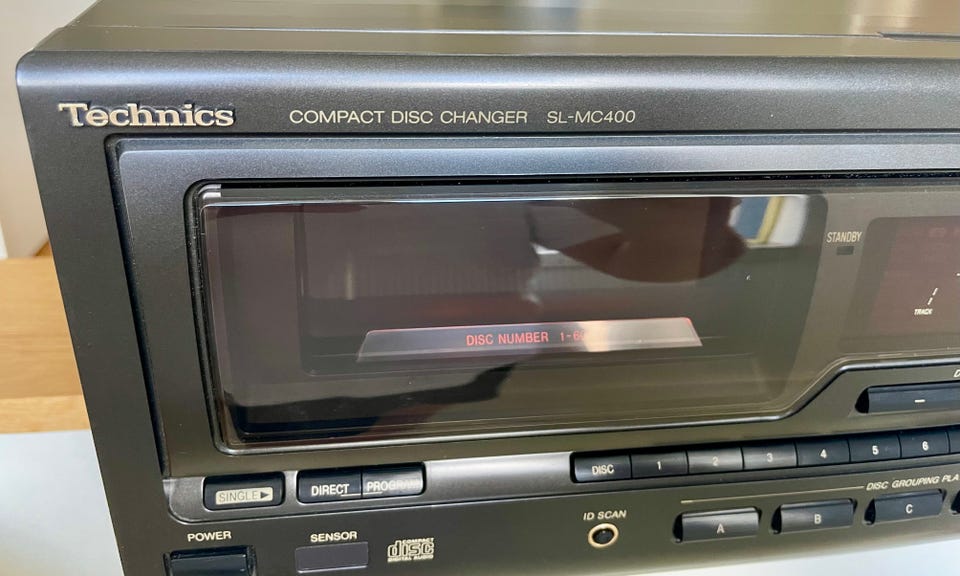 Technics COMPACT DISC CHANGER SL-MC400
STANDBY
DISC NUMBER 1-6
TRACK
–
DISC 1 2 3 4 5 6
SINGLE DIRECT PROGRAM
DISC GROUPING PLA
ID SCAN A B C
POWER SENSOR COMPACT disc DIGITAL AUDIO